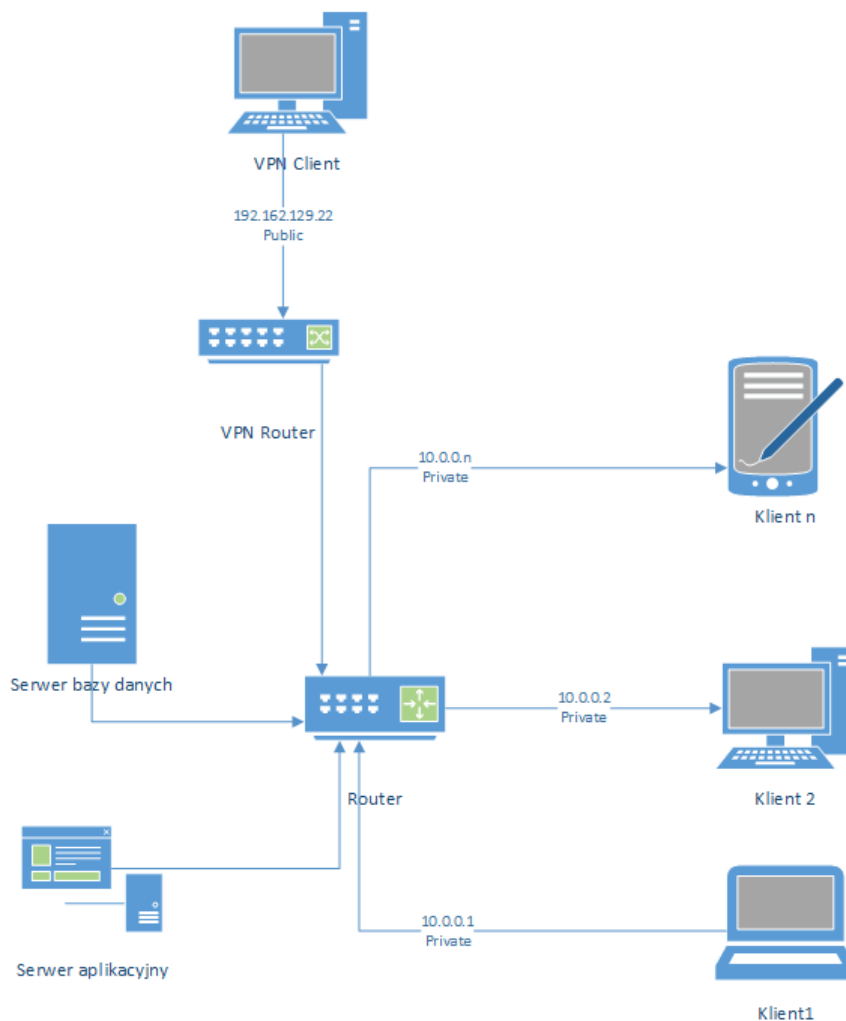 VPN Client
192.162.129.22
Public
VPN Router
10.0.0.n
Private
Klient n
Serwer bazy danych
10.0.0.2
Private
Router
Klient 2
10.0.0.1
Private
Serwer aplikacyjny
Klient1